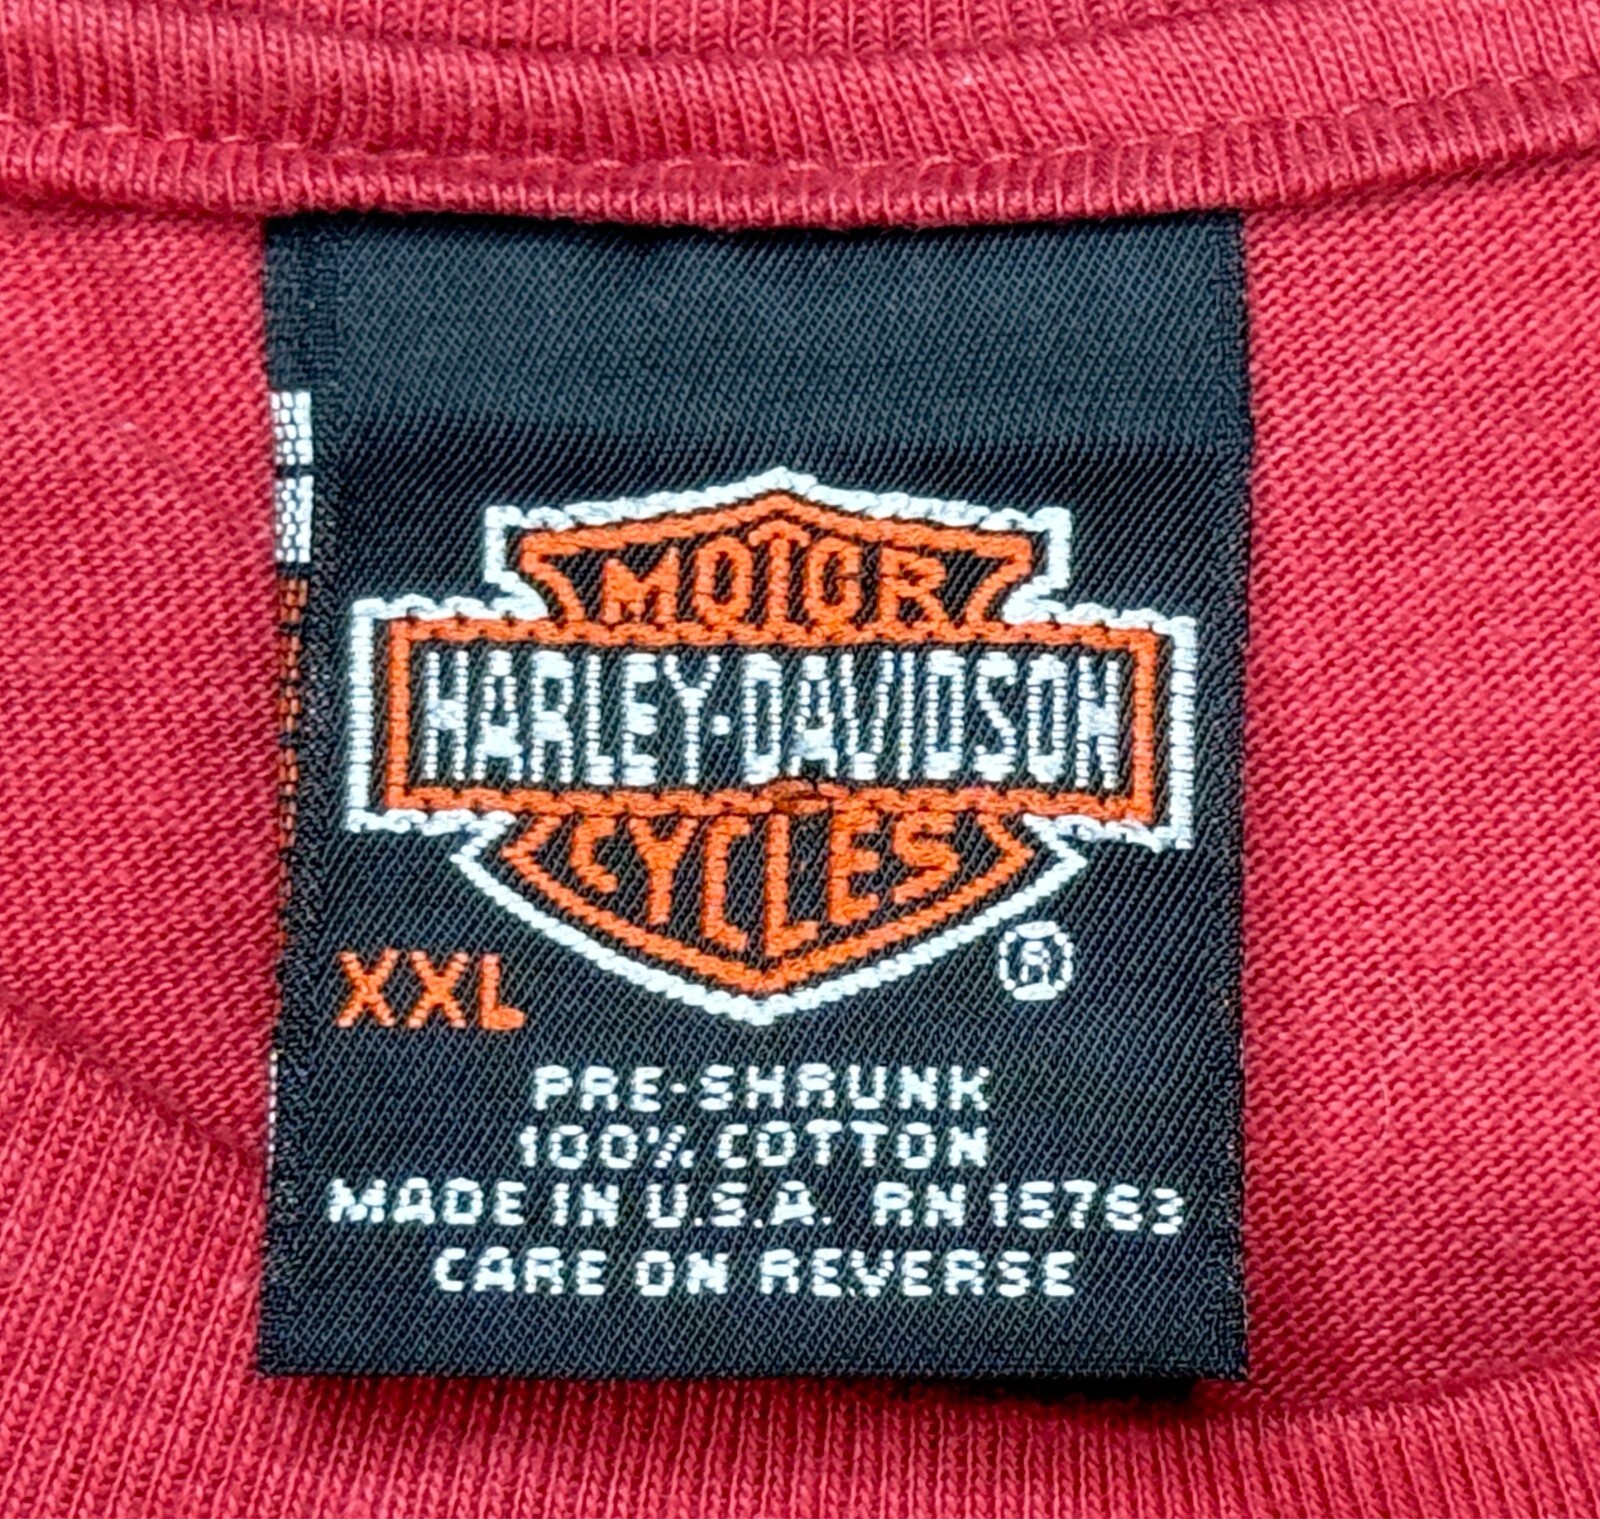 MOTOR
HARLEY-DAVIDSON
CYCLES
®
XXL
PRE-SHRUNK
100% COTTON
MADE IN U.S.A. RN 15763
CARE ON REVERSE